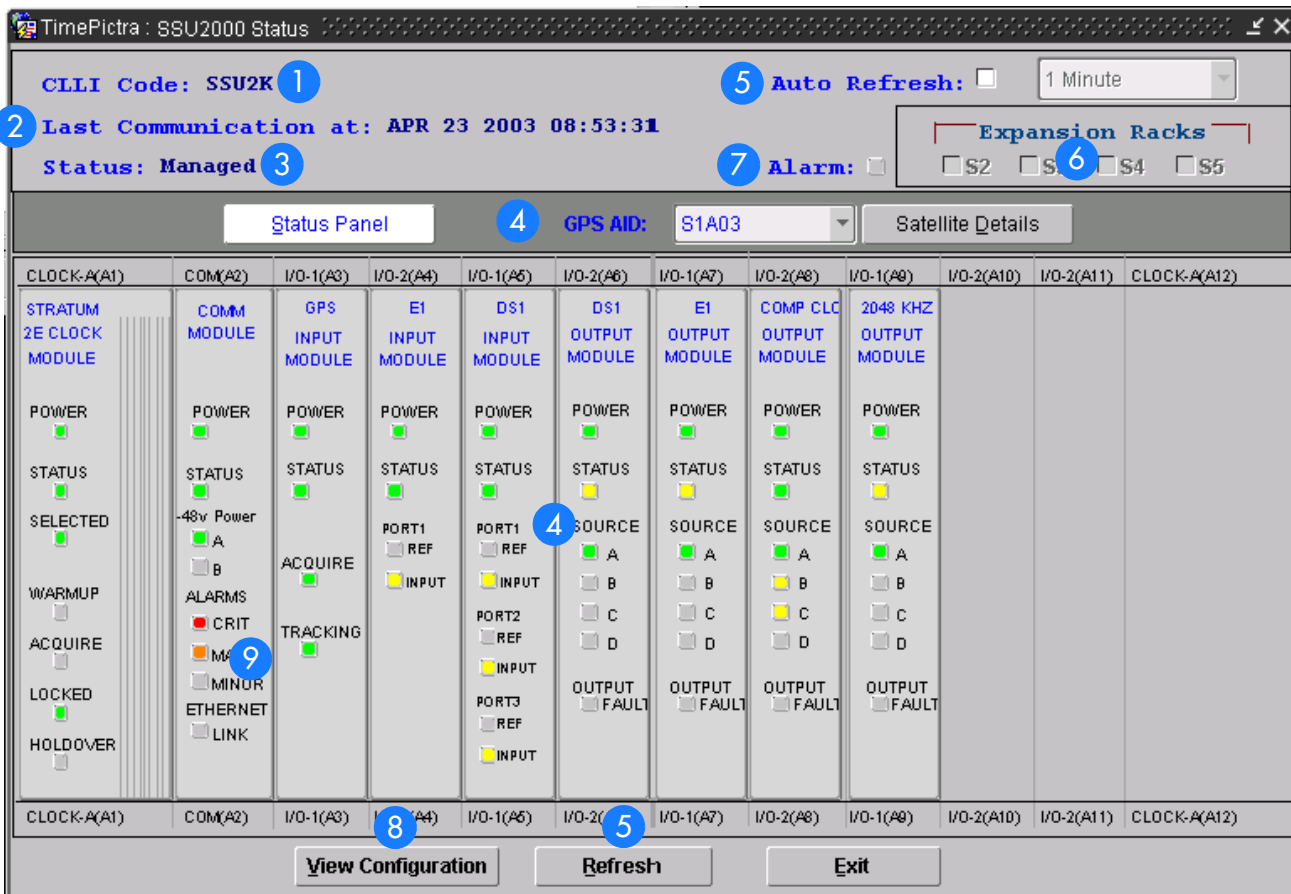 TimePictra : SSU2000 Status
CLLI Code: SSU2K 1
5 Auto Refresh: 1 Minute
2 Last Communication at: APR 23 2003 08:53:31
Expansion Racks
Status: Managed 3
7 Alarm:
S2 6 S4 S5
Status Panel 4 GPS AID: S1A03 Satellite Details
CLOCK-A(A1) COM(A2) I/O-1(A3) I/O-2(A4) I/O-1(A5) I/O-2(A6) I/O-1(A7) I/O-2(A8) I/O-1(A9) I/O-2(A10) I/O-2(A11) CLOCK-A(A12)
STRATUM
2E CLOCK
MODULE
POWER
STATUS
SELECTED
WARMUP
ACQUIRE
LOCKED
HOLDOVER
COMM
MODULE
POWER
STATUS
-48v Power
A
B
ALARMS
CRIT
9
MINOR
ETHERNET
LINK
GPS
INPUT
MODULE
POWER
STATUS
ACQUIRE
TRACKING
E1
INPUT
MODULE
POWER
STATUS
PORT1
REF
INPUT
DS1
INPUT
MODULE
POWER
STATUS
PORT1
REF
INPUT
PORT2
REF
INPUT
PORT3
REF
INPUT
4
DS1
OUTPUT
MODULE
POWER
STATUS
SOURCE
A
B
C
D
OUTPUT
FAULT
E1
OUTPUT
MODULE
POWER
STATUS
SOURCE
A
B
C
D
OUTPUT
FAULT
COMP CLO
OUTPUT
MODULE
POWER
STATUS
SOURCE
A
B
C
D
OUTPUT
FAULT
2048 KHZ
OUTPUT
MODULE
POWER
STATUS
SOURCE
A
B
C
D
OUTPUT
FAULT
CLOCK-A(A1) COM(A2) I/O-1(A3) 8 I/O-1(A5) 5 I/O-1(A7) I/O-2(A8) I/O-1(A9) I/O-2(A10) I/O-2(A11) CLOCK-A(A12)
View Configuration Refresh Exit